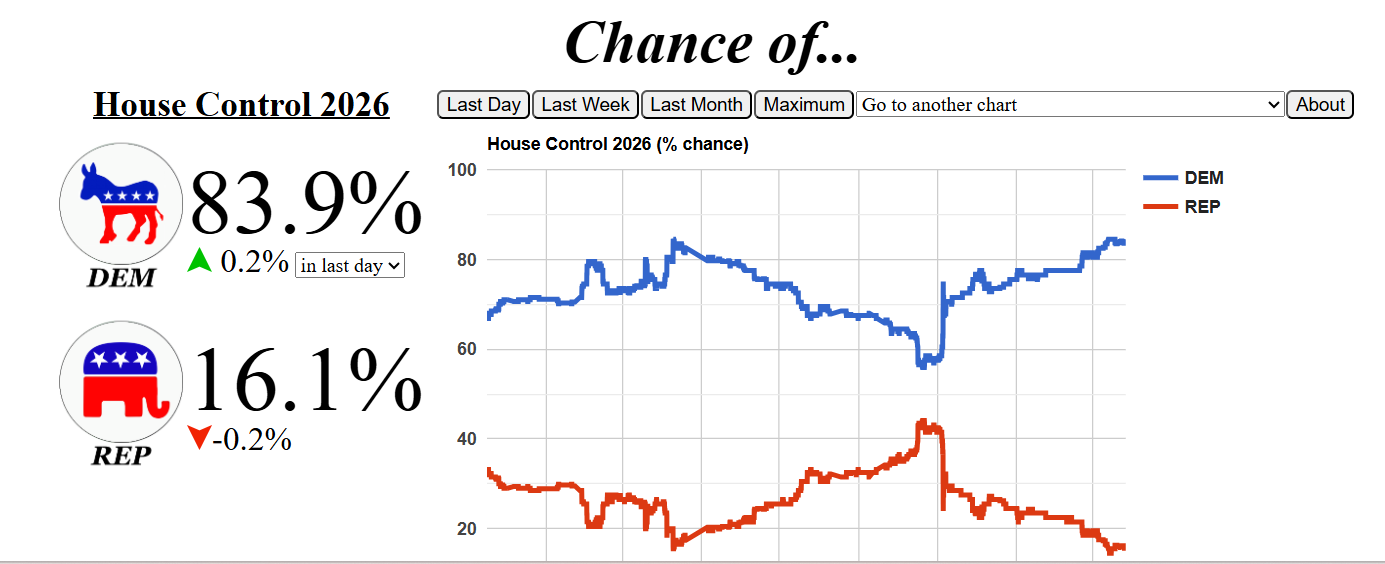 Chance of...
House Control 2026
Last Day Last Week Last Month Maximum Go to another chart About
House Control 2026 (% chance)
83.9%
0.2% in last day
DEM
16.1%
-0.2%
REP
100
80
60
40
20
DEM
REP